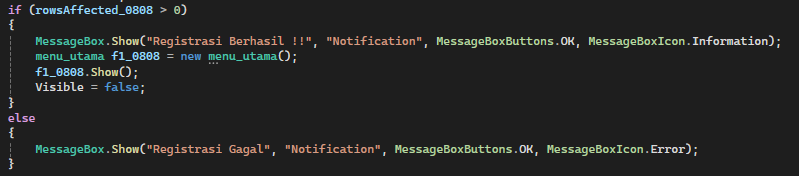 if (rowsAffected_0808 > 0)
{
MessageBox.Show("Registrasi Berhasil !!", "Notification", MessageBoxButtons.OK, MessageBoxIcon.Information);
menu_utama f1_0808 = new menu_utama();
f1_0808.Show();
Visible = false;
}
else
{
MessageBox.Show("Registrasi Gagal", "Notification", MessageBoxButtons.OK, MessageBoxIcon.Error);
}